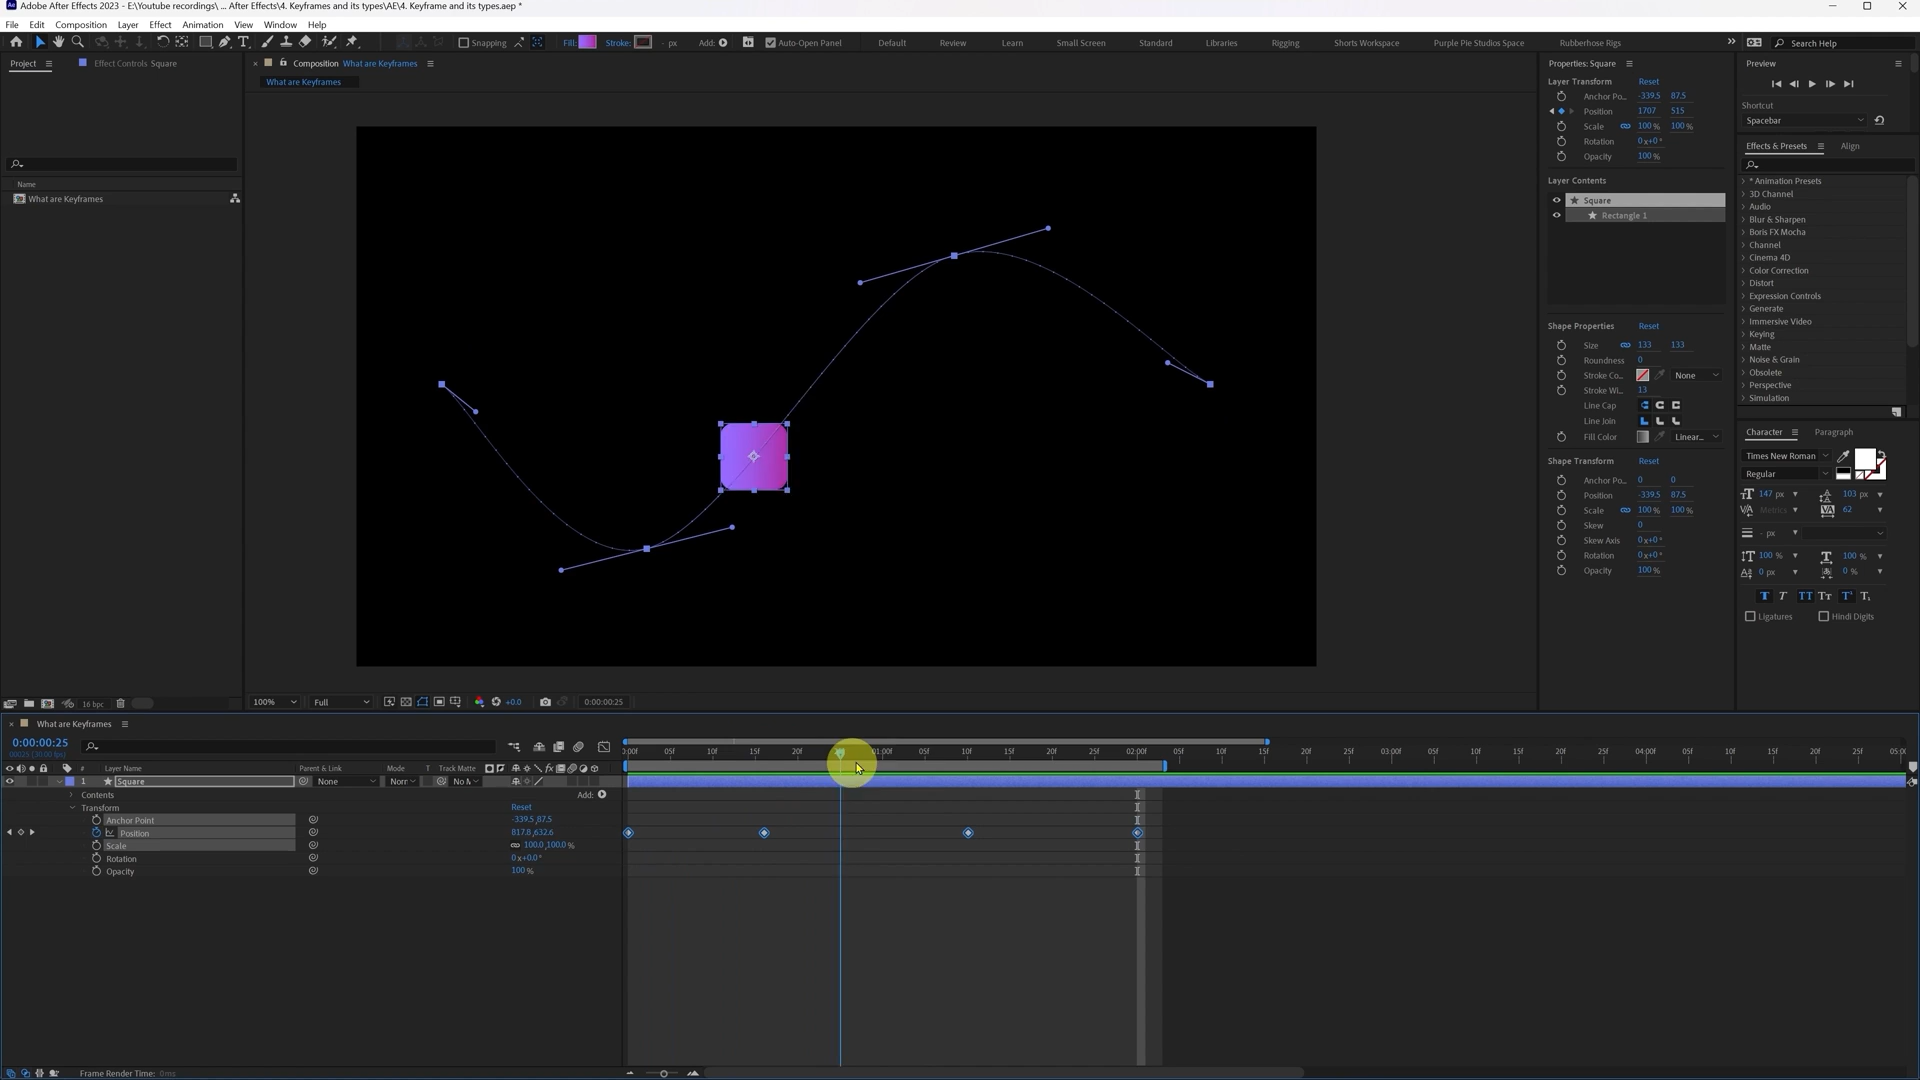 Adobe After Effects 2023 - E:\Youtube recordings\ ... After Effects\4. Keyframes and its types\AE\4. Keyframe and its types.aep *
File Edit Composition Layer Effect Animation View Window Help
Snapping Fill: Stroke: - px Add: Auto-Open Panel Default Review Learn Small Screen Standard Libraries Rigging Shorts Workspace Purple Pie Studios Space Rubberhose Rigs Search Help
Project Effect Controls Square
Composition What are Keyframes
What are Keyframes
Name
What are Keyframes
Properties: Square
Layer Transform Reset
Anchor Po... -339.5 87.5
Position 1707 515
Scale 100 % 100 %
Rotation 0x+0°
Opacity 100 %
Layer Contents
Square
Rectangle 1
Shape Properties Reset
Size 133 133
Roundness 0
Stroke Co... None
Stroke Wi... 13
Line Cap
Line Join
Fill Color Linear...
Shape Transform Reset
Anchor Po... 0 0
Position -339.5 87.5
Scale 100 % 100 %
Skew 0
Skew Axis 0x+0°
Rotation 0x+0°
Opacity 100 %
Preview
Shortcut
Spacebar
Effects & Presets Align
* Animation Presets
3D Channel
Audio
Blur & Sharpen
Boris FX Mocha
Channel
Cinema 4D
Color Correction
Distort
Expression Controls
Generate
Immersive Video
Keying
Matte
Noise & Grain
Obsolete
Perspective
Simulation
Character Paragraph
Times New Roman
Regular
147 px 103 px
Metrics 62
- px
100 % 100 %
0 px 0 %
Ligatures Hindi Digits
16 bpc
100% Full +0.0 0:00:00:25
What are Keyframes
0:00:00:25
00025 (30.00 fps)
0:00f 05f 10f 15f 20f 01:00f 05f 10f 15f 20f 25f 02:00f 05f 10f 15f 20f 25f 03:00f 05f 10f 15f 20f 25f 04:00f 05f 10f 15f 20f 25f 05:00
# Layer Name Parent & Link Mode T Track Matte
1 Square None Norr No M
Contents Add:
Transform Reset
Anchor Point -339.5,87.5
Position 817.8,632.6
Scale 100.0,100.0 %
Rotation 0x+0.0°
Opacity 100 %
Frame Render Time: 0ms